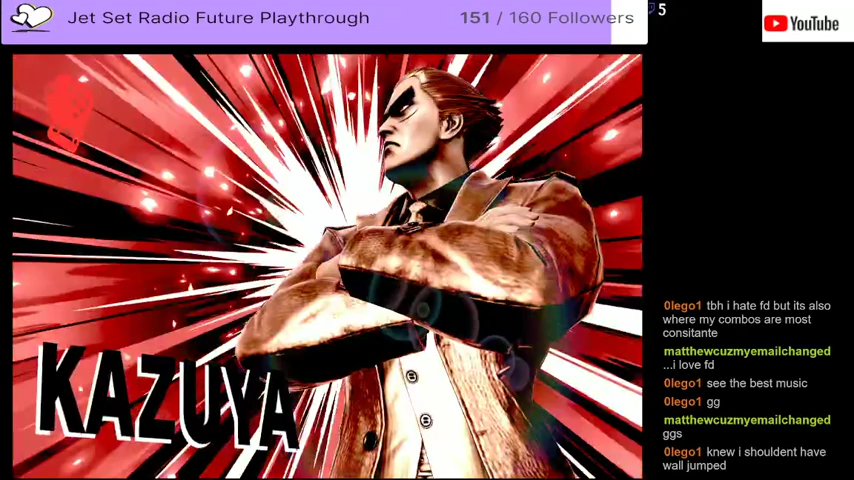 Jet Set Radio Future Playthrough
151 / 160 Followers
5
YouTube
KAZUYA
0lego1 tbh i hate fd but its also
where my combos are most
consitante
matthewcuzmyemailchanged
...i love fd
0lego1 see the best music
0lego1 gg
matthewcuzmyemailchanged
ggs
0lego1 knew i shouldent have
wall jumped